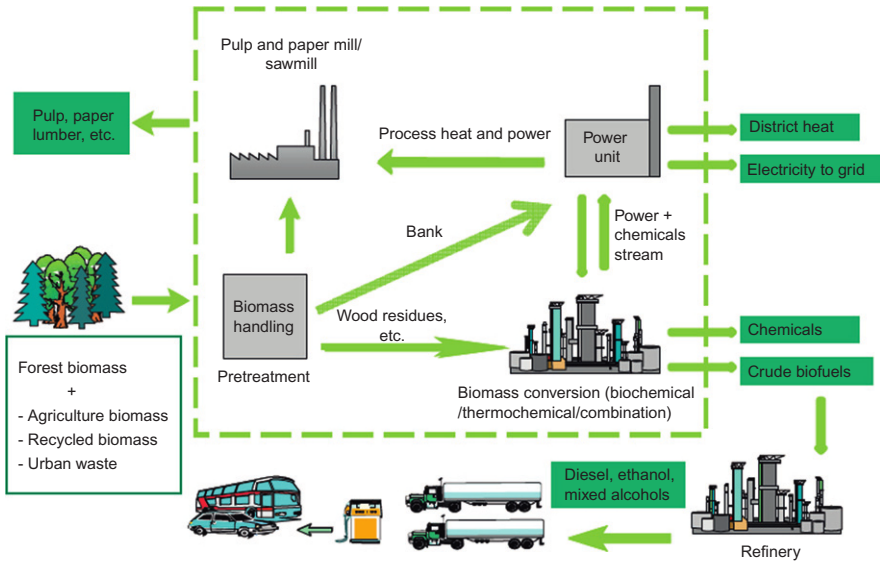 Pulp and paper mill/
sawmill
Pulp, paper
lumber, etc.
Process heat and power
Power
unit
District heat
Electricity to grid
Bank
Power +
chemicals
stream
Biomass
handling
Wood residues,
etc.
Pretreatment
Chemicals
Crude biofuels
Biomass conversion (biochemical
/thermochemical/combination)
Forest biomass
+
- Agriculture biomass
- Recycled biomass
- Urban waste
Diesel, ethanol,
mixed alcohols
Refinery